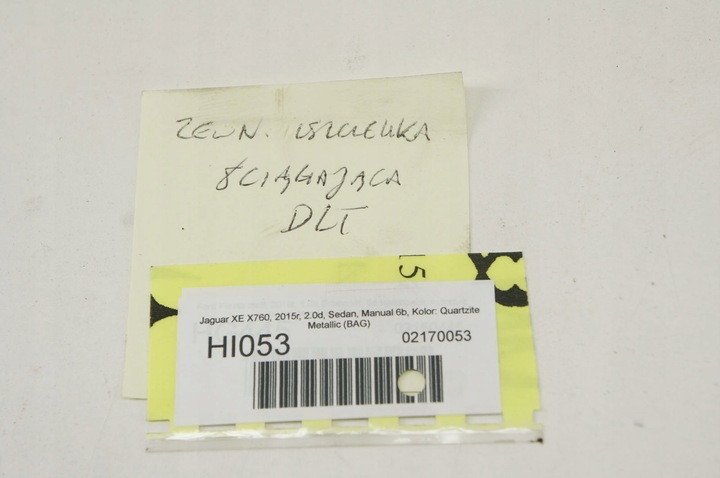 ZEWN. USZCZELKA
ŚCIĄGAJĄCA
DLT
15
Jaguar XE X760, 2015r, 2.0d, Sedan, Manual 6b, Kolor: Quartzite
Metallic (BAG)
HI053
02170053